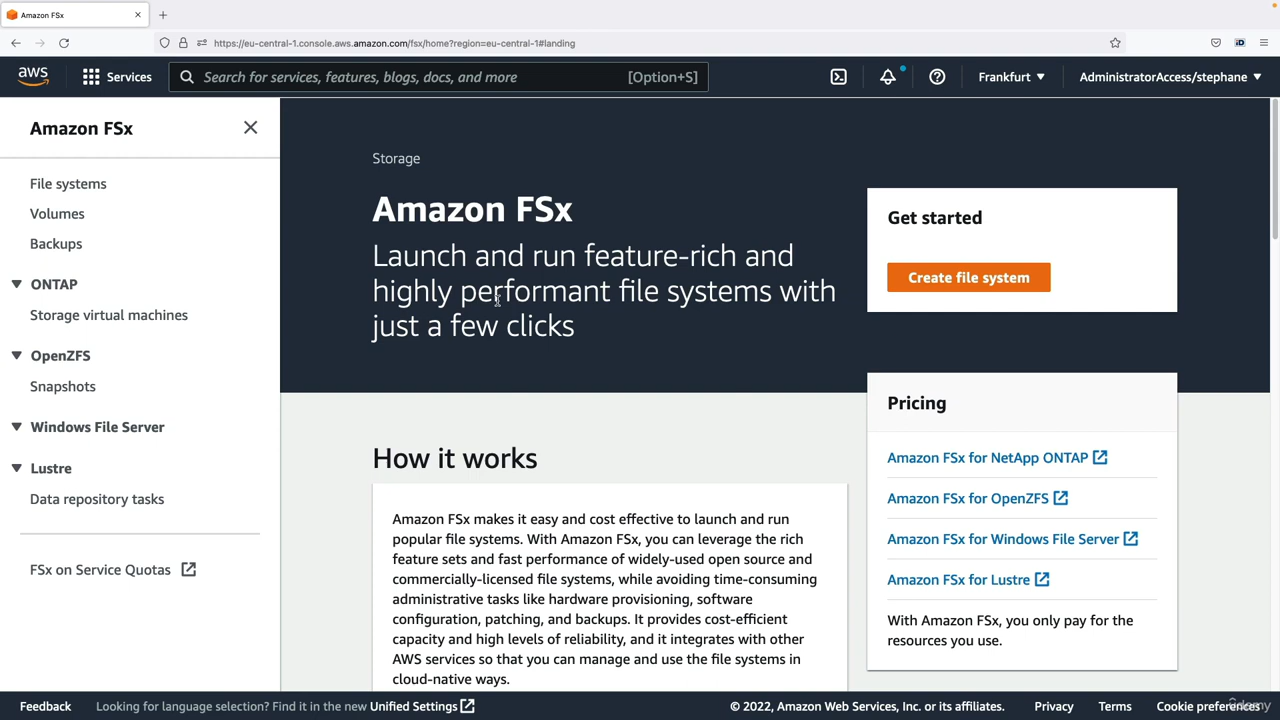 Amazon FSx
https://eu-central-1.console.aws.amazon.com/fsx/home?region=eu-central-1#landing
aws
Services
Search for services, features, blogs, docs, and more
[Option+S]
Frankfurt
AdministratorAccess/stephane
Amazon FSx
File systems
Volumes
Backups
ONTAP
Storage virtual machines
OpenZFS
Snapshots
Windows File Server
Lustre
Data repository tasks
FSx on Service Quotas
Storage
Amazon FSx
Launch and run feature-rich and
highly performant file systems with
just a few clicks
Get started
Create file system
How it works
Amazon FSx makes it easy and cost effective to launch and run
popular file systems. With Amazon FSx, you can leverage the rich
feature sets and fast performance of widely-used open source and
commercially-licensed file systems, while avoiding time-consuming
administrative tasks like hardware provisioning, software
configuration, patching, and backups. It provides cost-efficient
capacity and high levels of reliability, and it integrates with other
AWS services so that you can manage and use the file systems in
cloud-native ways.
Pricing
Amazon FSx for NetApp ONTAP
Amazon FSx for OpenZFS
Amazon FSx for Windows File Server
Amazon FSx for Lustre
With Amazon FSx, you only pay for the
resources you use.
Feedback
Looking for language selection? Find it in the new Unified Settings
© 2022, Amazon Web Services, Inc. or its affiliates.
Privacy
Terms
Cookie preferences
Udemy